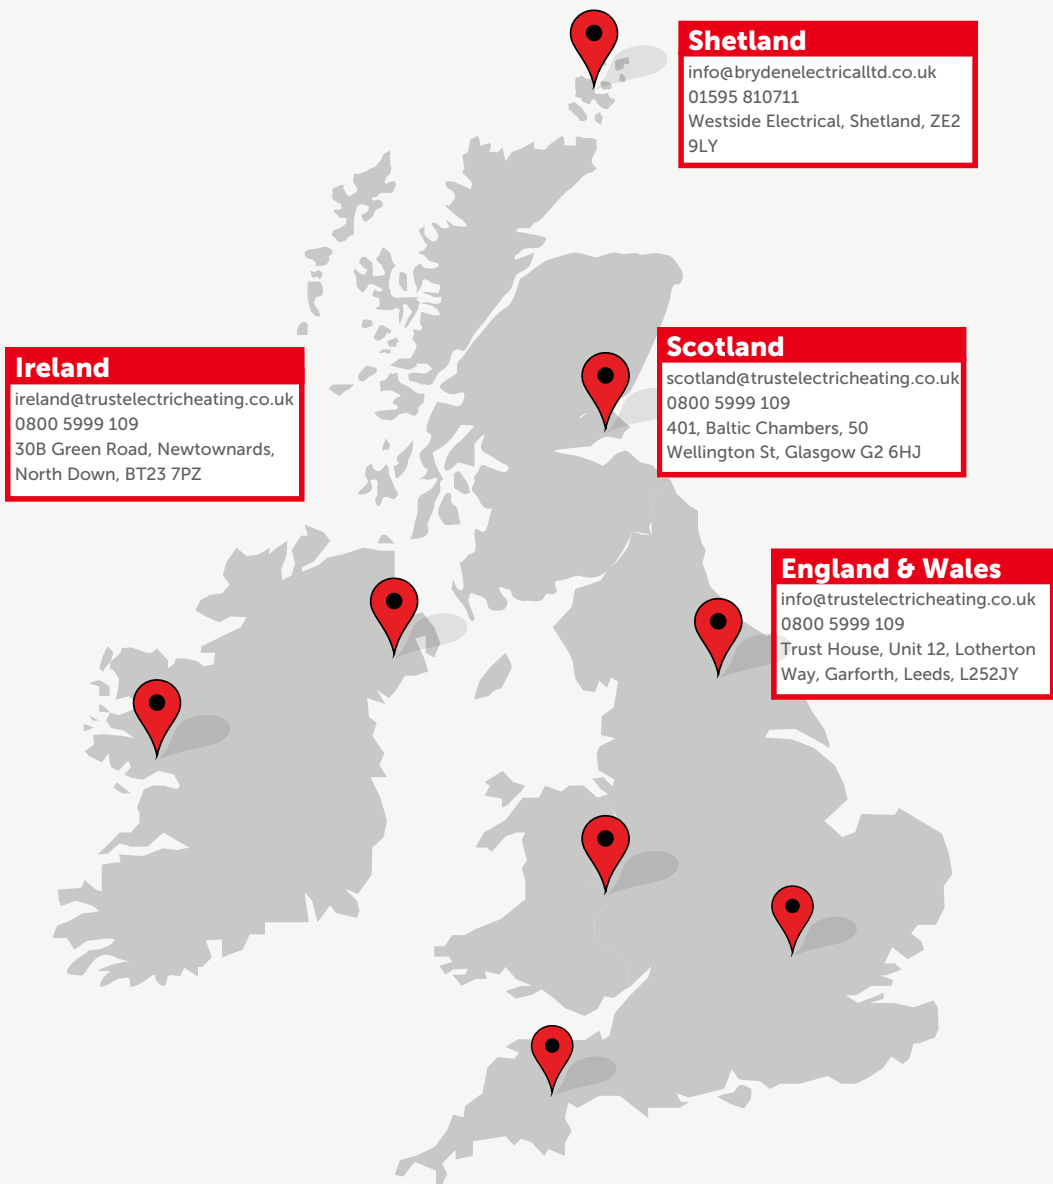 Shetland
info@brydenelectricalltd.co.uk
01595 810711
Westside Electrical, Shetland, ZE2
9LY
Ireland
ireland@trustelectricheating.co.uk
0800 5999 109
30B Green Road, Newtownards,
North Down, BT23 7PZ
Scotland
scotland@trustelectricheating.co.uk
0800 5999 109
401, Baltic Chambers, 50
Wellington St, Glasgow G2 6HJ
England & Wales
info@trustelectricheating.co.uk
0800 5999 109
Trust House, Unit 12, Lotherton
Way, Garforth, Leeds, L252JY